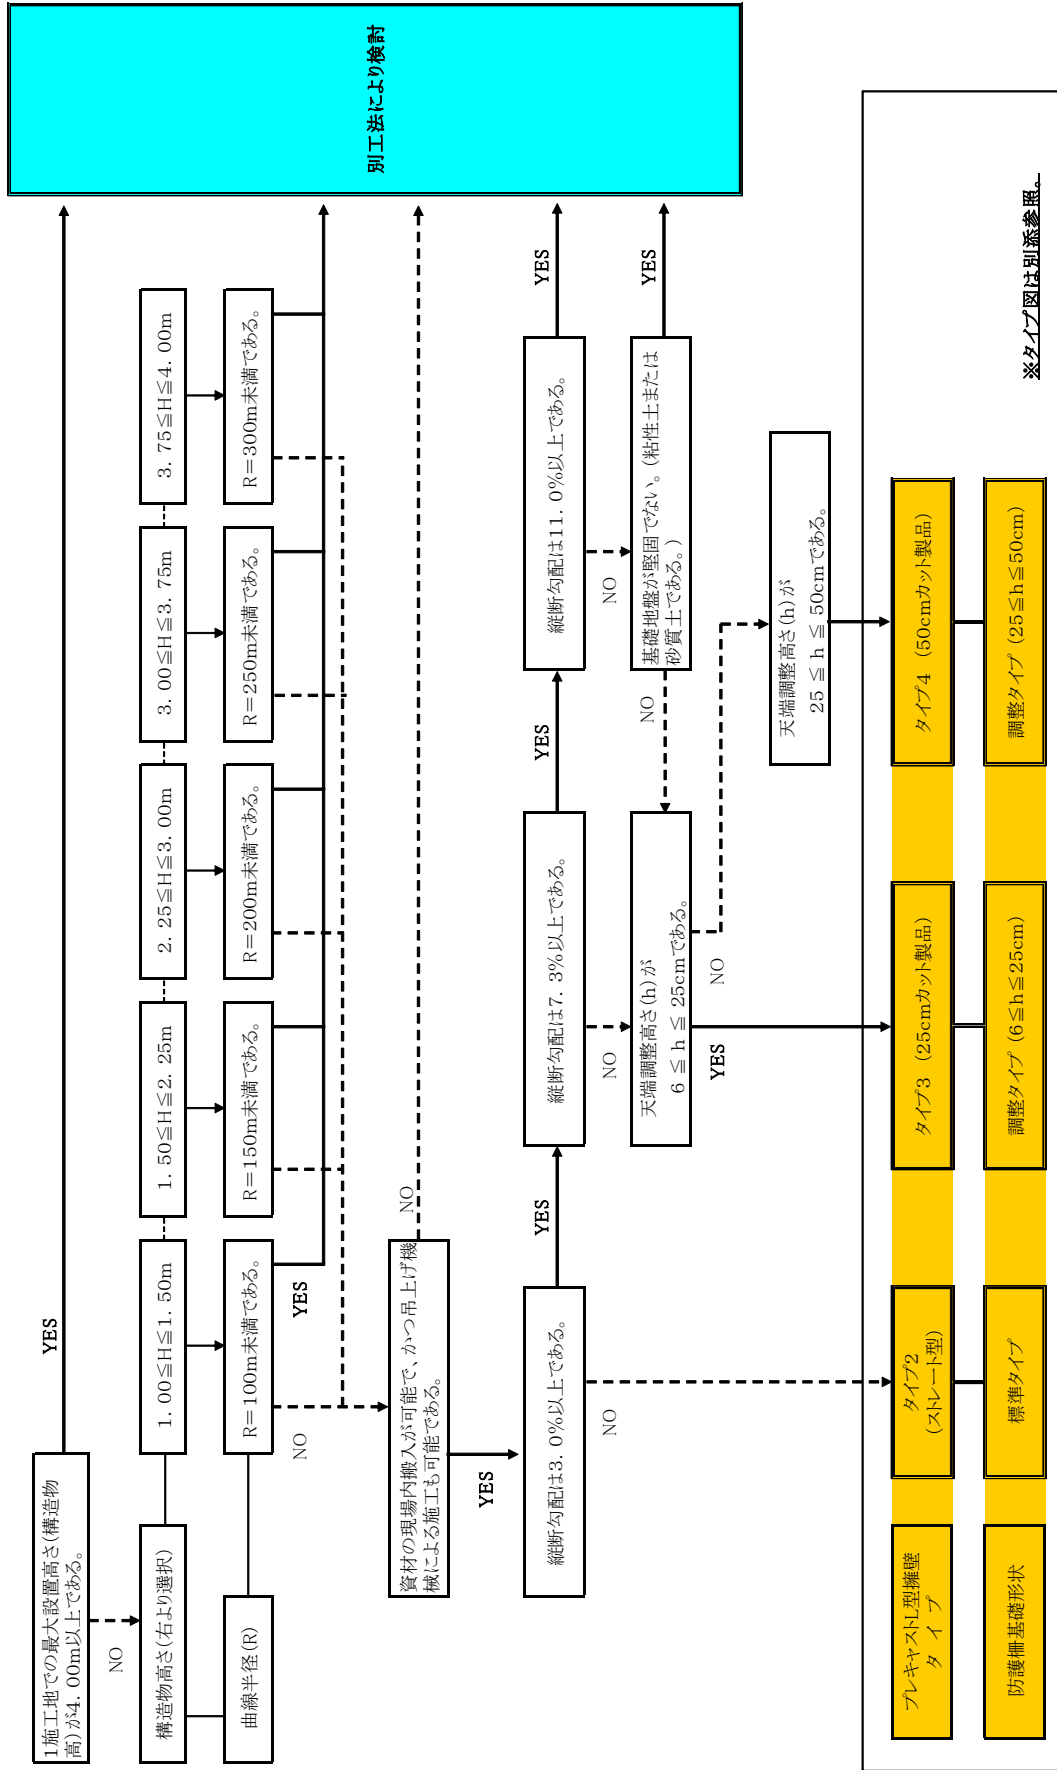 1施工地での最大設置高さ(構造物
高)が4．00m以上である。
YES
NO
構造物高さ(右より選択)
1．00≦H≦1．50m
1．50≦H≦2．25m
2．25≦H≦3．00m
3．00≦H≦3．75m
3．75≦H≦4．00m
曲線半径(R)
R＝100m未満である。
R＝150m未満である。
R＝200m未満である。
R＝250m未満である。
R＝300m未満である。
YES
NO
別工法により検討
資材の現場内搬入が可能で、かつ吊上げ機
械による施工も可能である。
NO
YES
縦断勾配は3．0%以上である。
YES
縦断勾配は7．3%以上である。
YES
縦断勾配は11．0%以上である。
YES
NO
NO
NO
天端調整高さ(h)が
6 ≦ h ≦ 25cmである。
NO
基礎地盤が堅固でない。(粘性土または
砂質土である。)
YES
YES
NO
天端調整高さ(h)が
25 ≦ h ≦ 50cmである。
プレキャストL型擁壁
タ イ プ
タイプ2
(ストレート型)
タイプ3 (25cmカット製品)
タイプ4 (50cmカット製品)
防護柵基礎形状
標準タイプ
調整タイプ (6≦h≦25cm)
調整タイプ (25≦h≦50cm)
※タイプ図は別添参照。